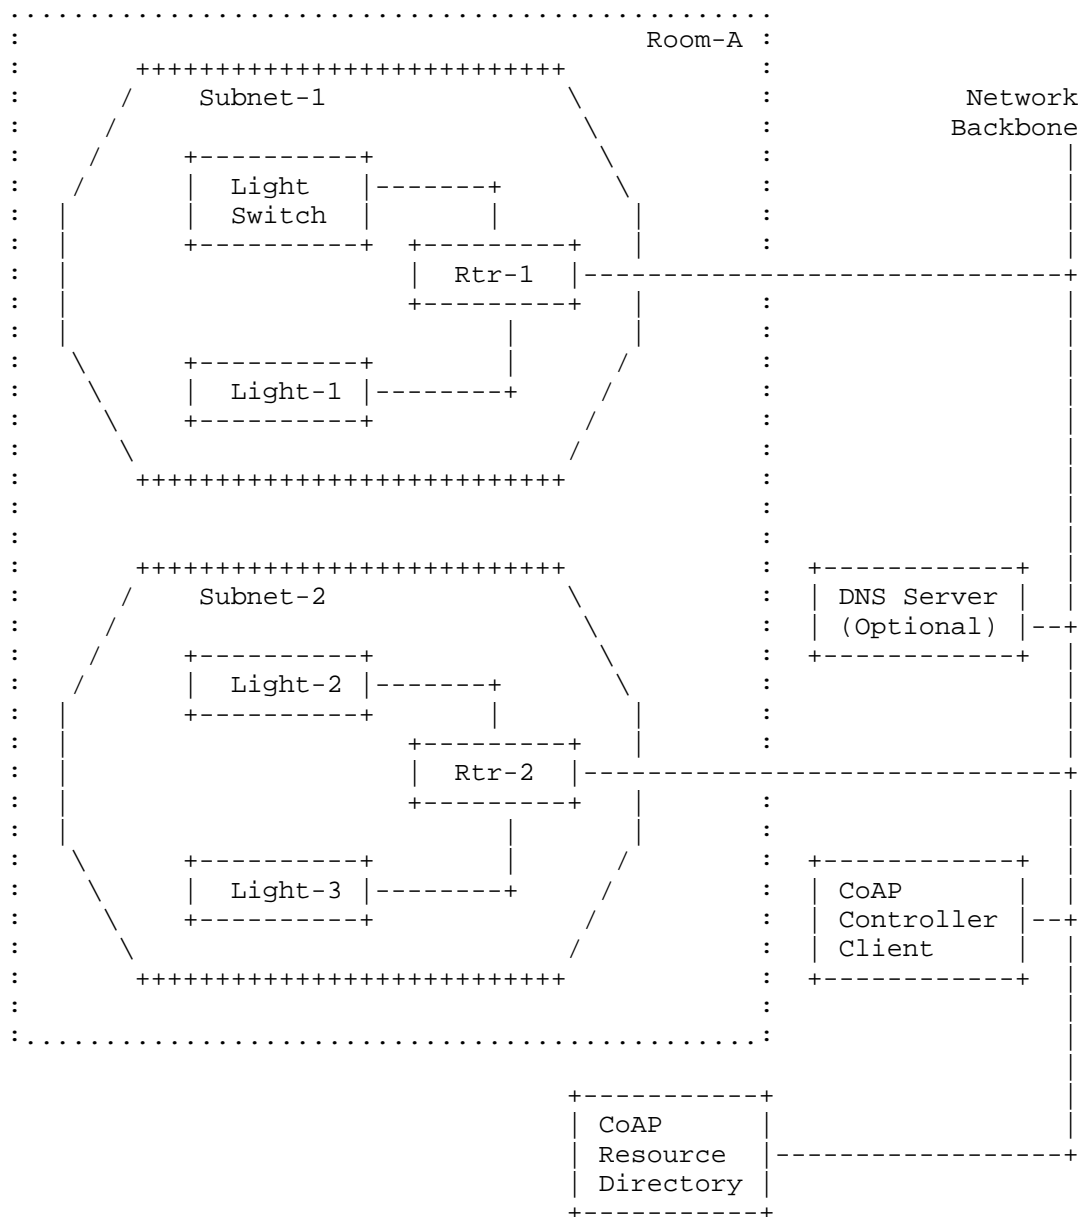 Room-A
Subnet-1
Network
Backbone
Light
Switch
Rtr-1
Light-1
Subnet-2
DNS Server
(Optional)
Light-2
Rtr-2
Light-3
CoAP
Controller
Client
CoAP
Resource
Directory